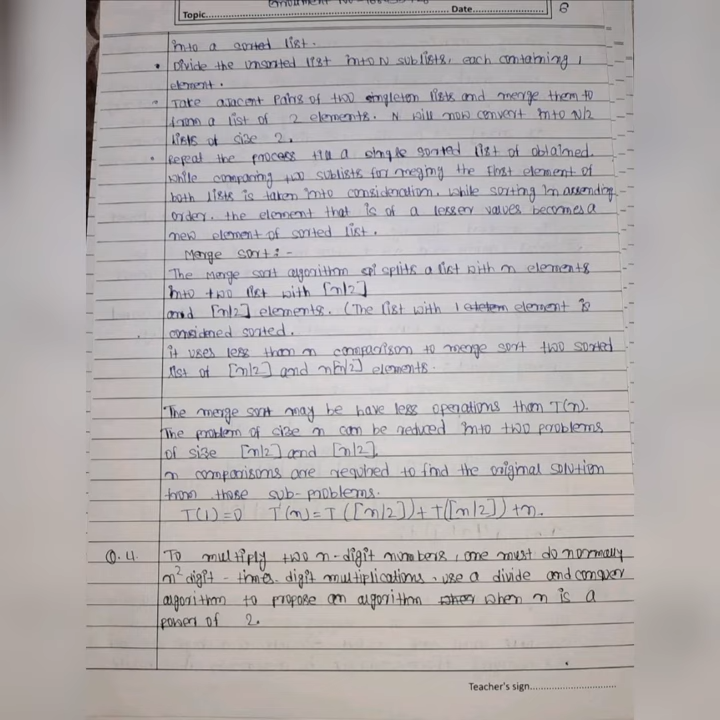 Topic.................... Date.................... 8
into a sorted list.
• Divide the unsorted list into N sublists, each containing 1
element.
• Take ajacent Pairs of two singleton lists and merge them to
form a list of 2 elements. N will now convert into N/2
lists of size 2.
• Repeat the process till a single sorted list of obtained.
While comparing two sublists for merging the First element of
both lists is taken into consideration. While sorting in ascending
order. the element that is of a lesser values becomes a
new element of sorted list.
Merge sort :-
The Merge sort algorithm splits a list with n elements
into two list with [n/2]
and [n/2] elements. (The list with 1 element is
considered sorted.
it uses less than n comparison to merge sort two sorted
list of [n/2] and [n/2] elements.
The merge sort may be have less operations than T(n).
The problem of size n can be reduced into two problems
of size [n/2] and [n/2].
n comparisons are required to find the original solution
from those sub-problems.
T(1)=0 T(n)=T([n/2])+T([n/2])+n.
Q.4. To multiply two n-digit numbers, one must do normally
n² digit - times digit multiplications. use a divide and conquer
algorithm to propose an algorithm when n is a
power of 2.
Teacher's sign..............................